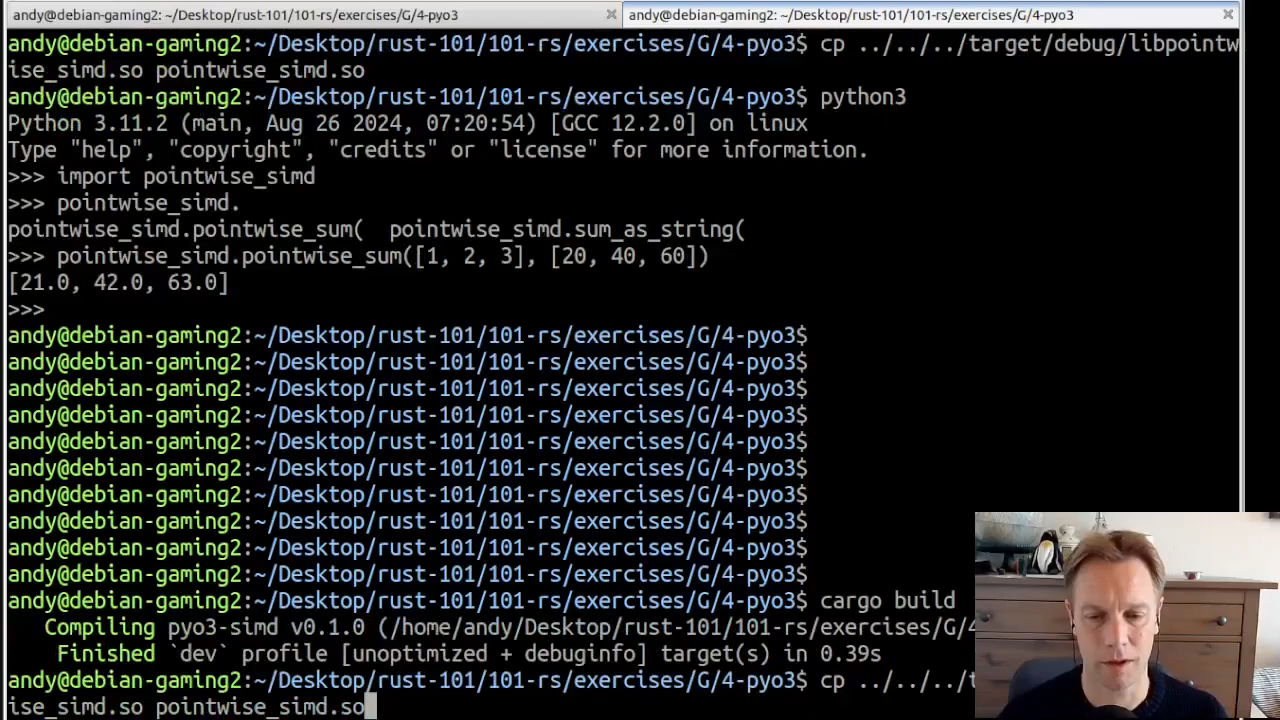 andy@debian-gaming2: ~/Desktop/rust-101/101-rs/exercises/G/4-pyo3 andy@debian-gaming2: ~/Desktop/rust-101/101-rs/exercises/G/4-pyo3
andy@debian-gaming2:~/Desktop/rust-101/101-rs/exercises/G/4-pyo3$ cp ../../../target/debug/libpointw
ise_simd.so pointwise_simd.so
andy@debian-gaming2:~/Desktop/rust-101/101-rs/exercises/G/4-pyo3$ python3
Python 3.11.2 (main, Aug 26 2024, 07:20:54) [GCC 12.2.0] on linux
Type "help", "copyright", "credits" or "license" for more information.
>>> import pointwise_simd
>>> pointwise_simd.
pointwise_simd.pointwise_sum(  pointwise_simd.sum_as_string(
>>> pointwise_simd.pointwise_sum([1, 2, 3], [20, 40, 60])
[21.0, 42.0, 63.0]
>>>
andy@debian-gaming2:~/Desktop/rust-101/101-rs/exercises/G/4-pyo3$
andy@debian-gaming2:~/Desktop/rust-101/101-rs/exercises/G/4-pyo3$
andy@debian-gaming2:~/Desktop/rust-101/101-rs/exercises/G/4-pyo3$
andy@debian-gaming2:~/Desktop/rust-101/101-rs/exercises/G/4-pyo3$
andy@debian-gaming2:~/Desktop/rust-101/101-rs/exercises/G/4-pyo3$
andy@debian-gaming2:~/Desktop/rust-101/101-rs/exercises/G/4-pyo3$
andy@debian-gaming2:~/Desktop/rust-101/101-rs/exercises/G/4-pyo3$
andy@debian-gaming2:~/Desktop/rust-101/101-rs/exercises/G/4-pyo3$
andy@debian-gaming2:~/Desktop/rust-101/101-rs/exercises/G/4-pyo3$
andy@debian-gaming2:~/Desktop/rust-101/101-rs/exercises/G/4-pyo3$
andy@debian-gaming2:~/Desktop/rust-101/101-rs/exercises/G/4-pyo3$ cargo build
Compiling pyo3-simd v0.1.0 (/home/andy/Desktop/rust-101/101-rs/exercises/G/4
Finished `dev` profile [unoptimized + debuginfo] target(s) in 0.39s
andy@debian-gaming2:~/Desktop/rust-101/101-rs/exercises/G/4-pyo3$ cp ../../../t
ise_simd.so pointwise_simd.so